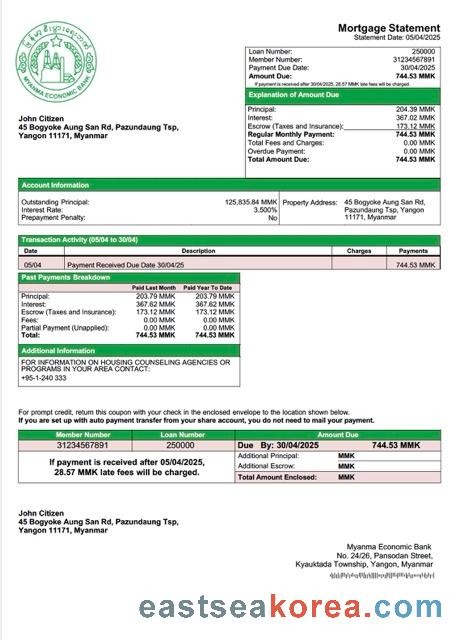 Mortgage Statement
Statement Date: 05/04/2025
MYANMA ECONOMIC BANK
Loan Number: 250000
Member Number: 31234567891
Payment Due Date: 30/04/2025
Amount Due: 744.53 MMK
If payment is received after 30/04/2025, 28.57 MMK late fees will be charged.
Explanation of Amount Due
Principal: 204.39 MMK
Interest: 367.02 MMK
Escrow (Taxes and Insurance): 173.12 MMK
Regular Monthly Payment: 744.53 MMK
Total Fees and Charges: 0.00 MMK
Overdue Payment: 0.00 MMK
Total Amount Due: 744.53 MMK
John Citizen
45 Bogyoke Aung San Rd, Pazundaung Tsp,
Yangon 11171, Myanmar
Account Information
Outstanding Principal: 125,835.84 MMK
Interest Rate: 3.500%
Prepayment Penalty: No
Property Address: 45 Bogyoke Aung San Rd,
Pazundaung Tsp, Yangon
11171, Myanmar
Transaction Activity (05/04 to 30/04)
Date Description Charges Payments
05/04 Payment Received Due Date 30/04/25 744.53 MMK
Past Payments Breakdown
Paid Last Month Paid Year To Date
Principal: 203.79 MMK 203.79 MMK
Interest: 367.62 MMK 367.62 MMK
Escrow (Taxes and Insurance): 173.12 MMK 173.12 MMK
Fees: 0.00 MMK 0.00 MMK
Partial Payment (Unapplied): 0.00 MMK 0.00 MMK
Total: 744.53 MMK 744.53 MMK
Additional Information
FOR INFORMATION ON HOUSING COUNSELING AGENCIES OR
PROGRAMS IN YOUR AREA CONTACT:
+95-1-240 333
For prompt credit, return this coupon with your check in the enclosed envelope to the location shown below.
If you are set up with auto payment transfer from your share account, you do not need to mail your payment.
Member Number Loan Number Amount Due
31234567891 250000 Due By: 30/04/2025 744.53 MMK
If payment is received after 05/04/2025,
28.57 MMK late fees will be charged.
Additional Principal: MMK
Additional Escrow: MMK
Total Amount Enclosed: MMK
John Citizen
45 Bogyoke Aung San Rd, Pazundaung Tsp,
Yangon 11171, Myanmar
Myanma Economic Bank
No. 24/26, Pansodan Street,
Kyauktada Township, Yangon, Myanmar
eastseakorea.com